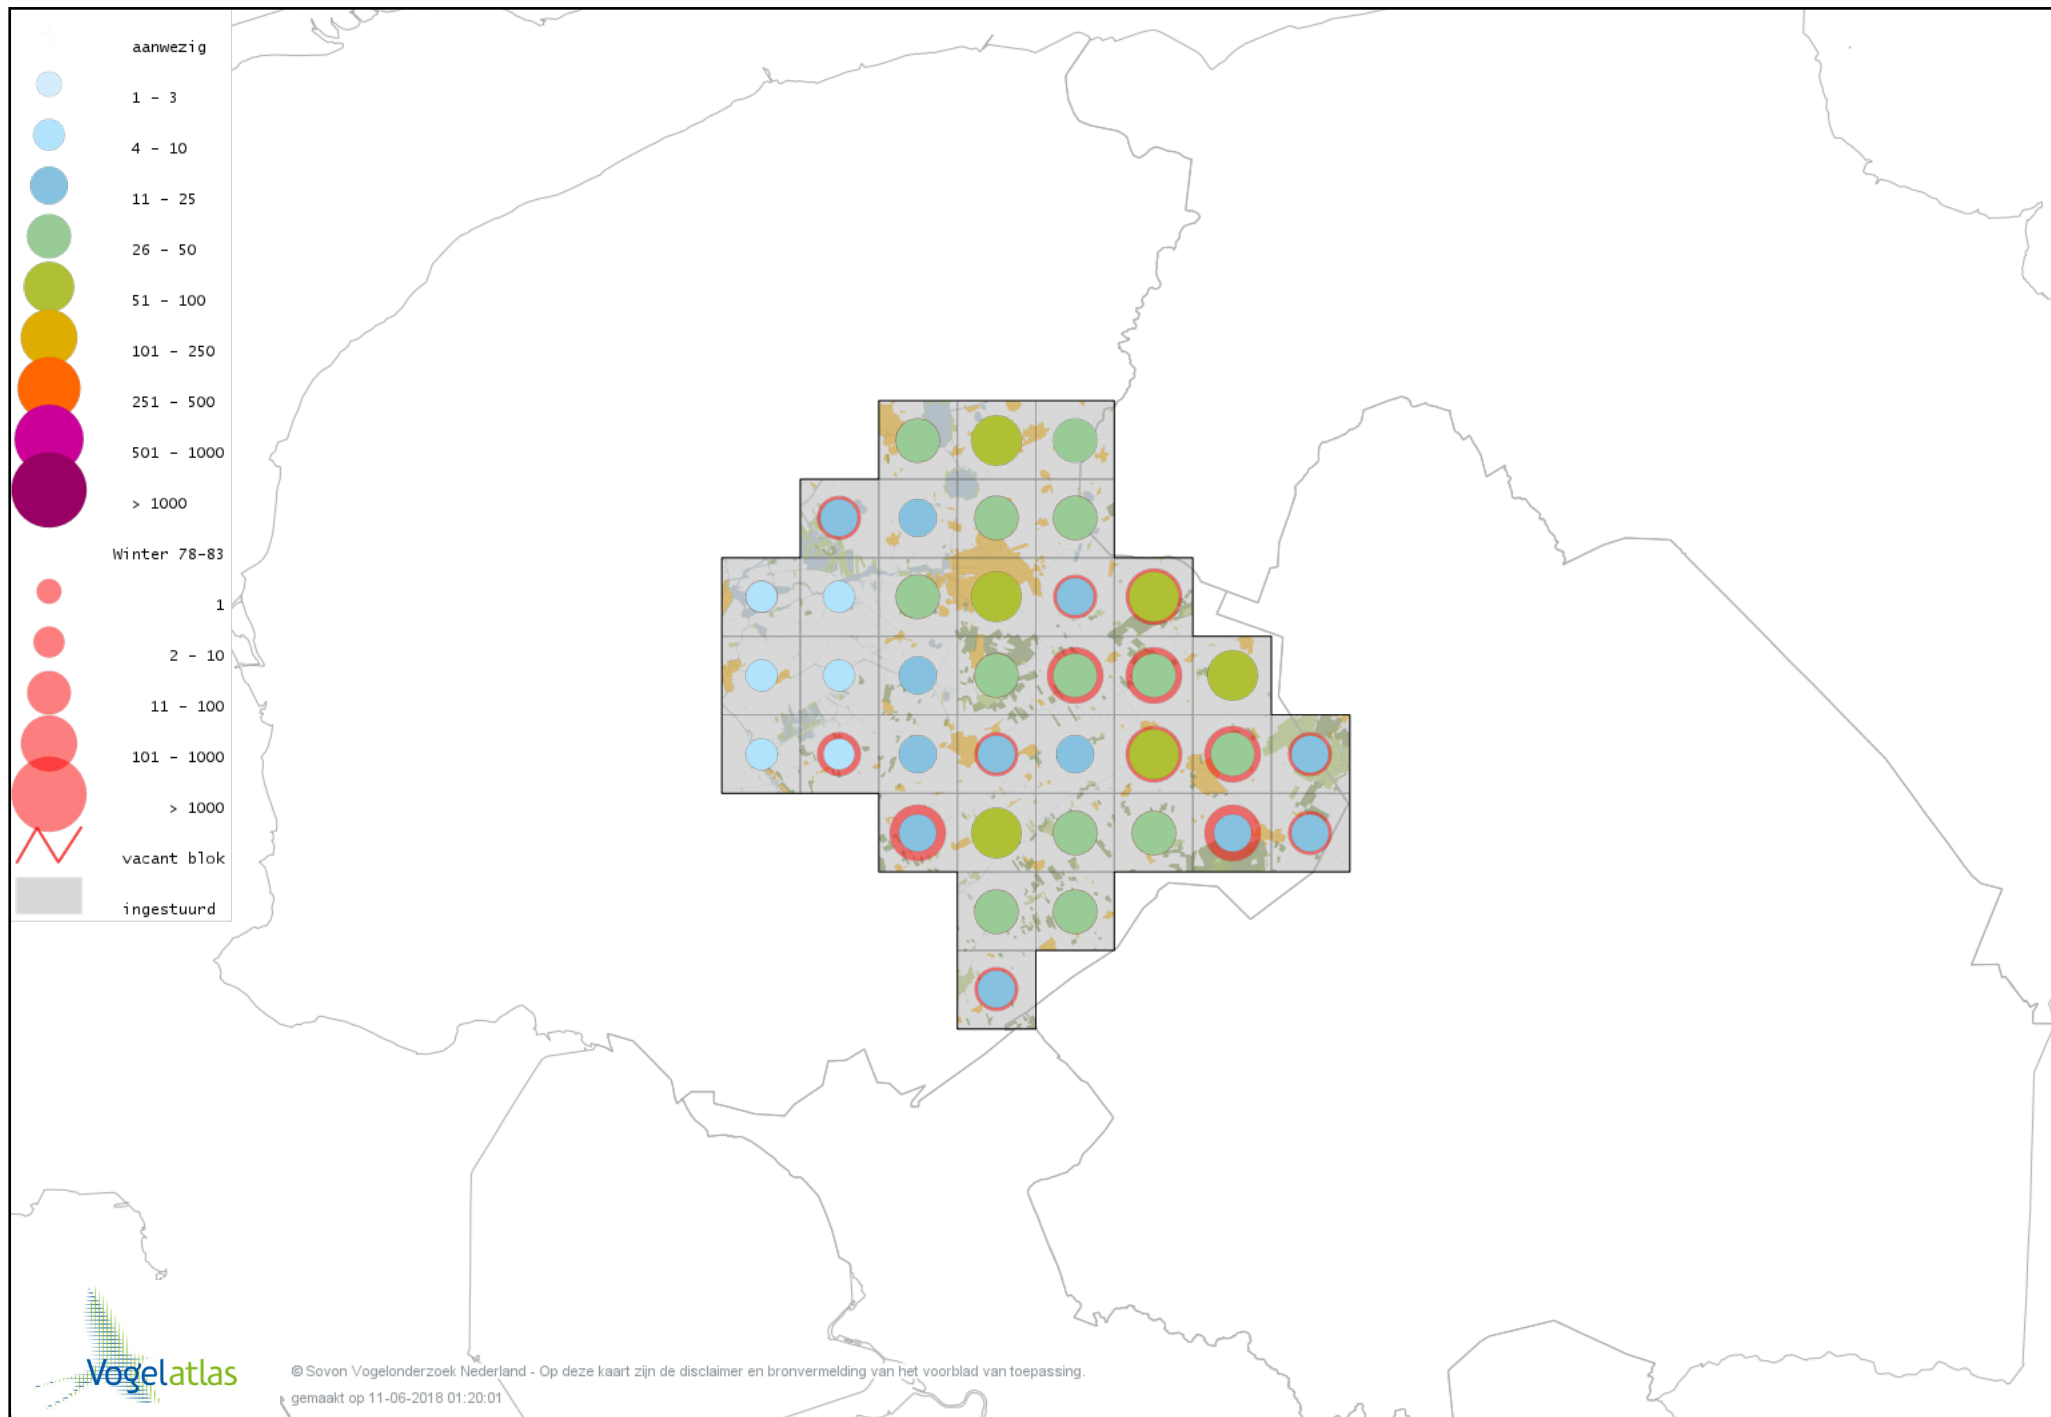 aanwezig
1 - 3
4 - 10
11 - 25
26 - 50
51 - 100
101 - 250
251 - 500
501 - 1000
> 1000
Winter 78-83
1
2 - 10
11 - 100
101 - 1000
> 1000
vacant blok
ingestuurd
Vogelatlas
© Sovon Vogelonderzoek Nederland - Op deze kaart zijn de disclaimer en bronvermelding van het voorblad van toepassing.
gemaakt op 11-06-2018 01:20:01